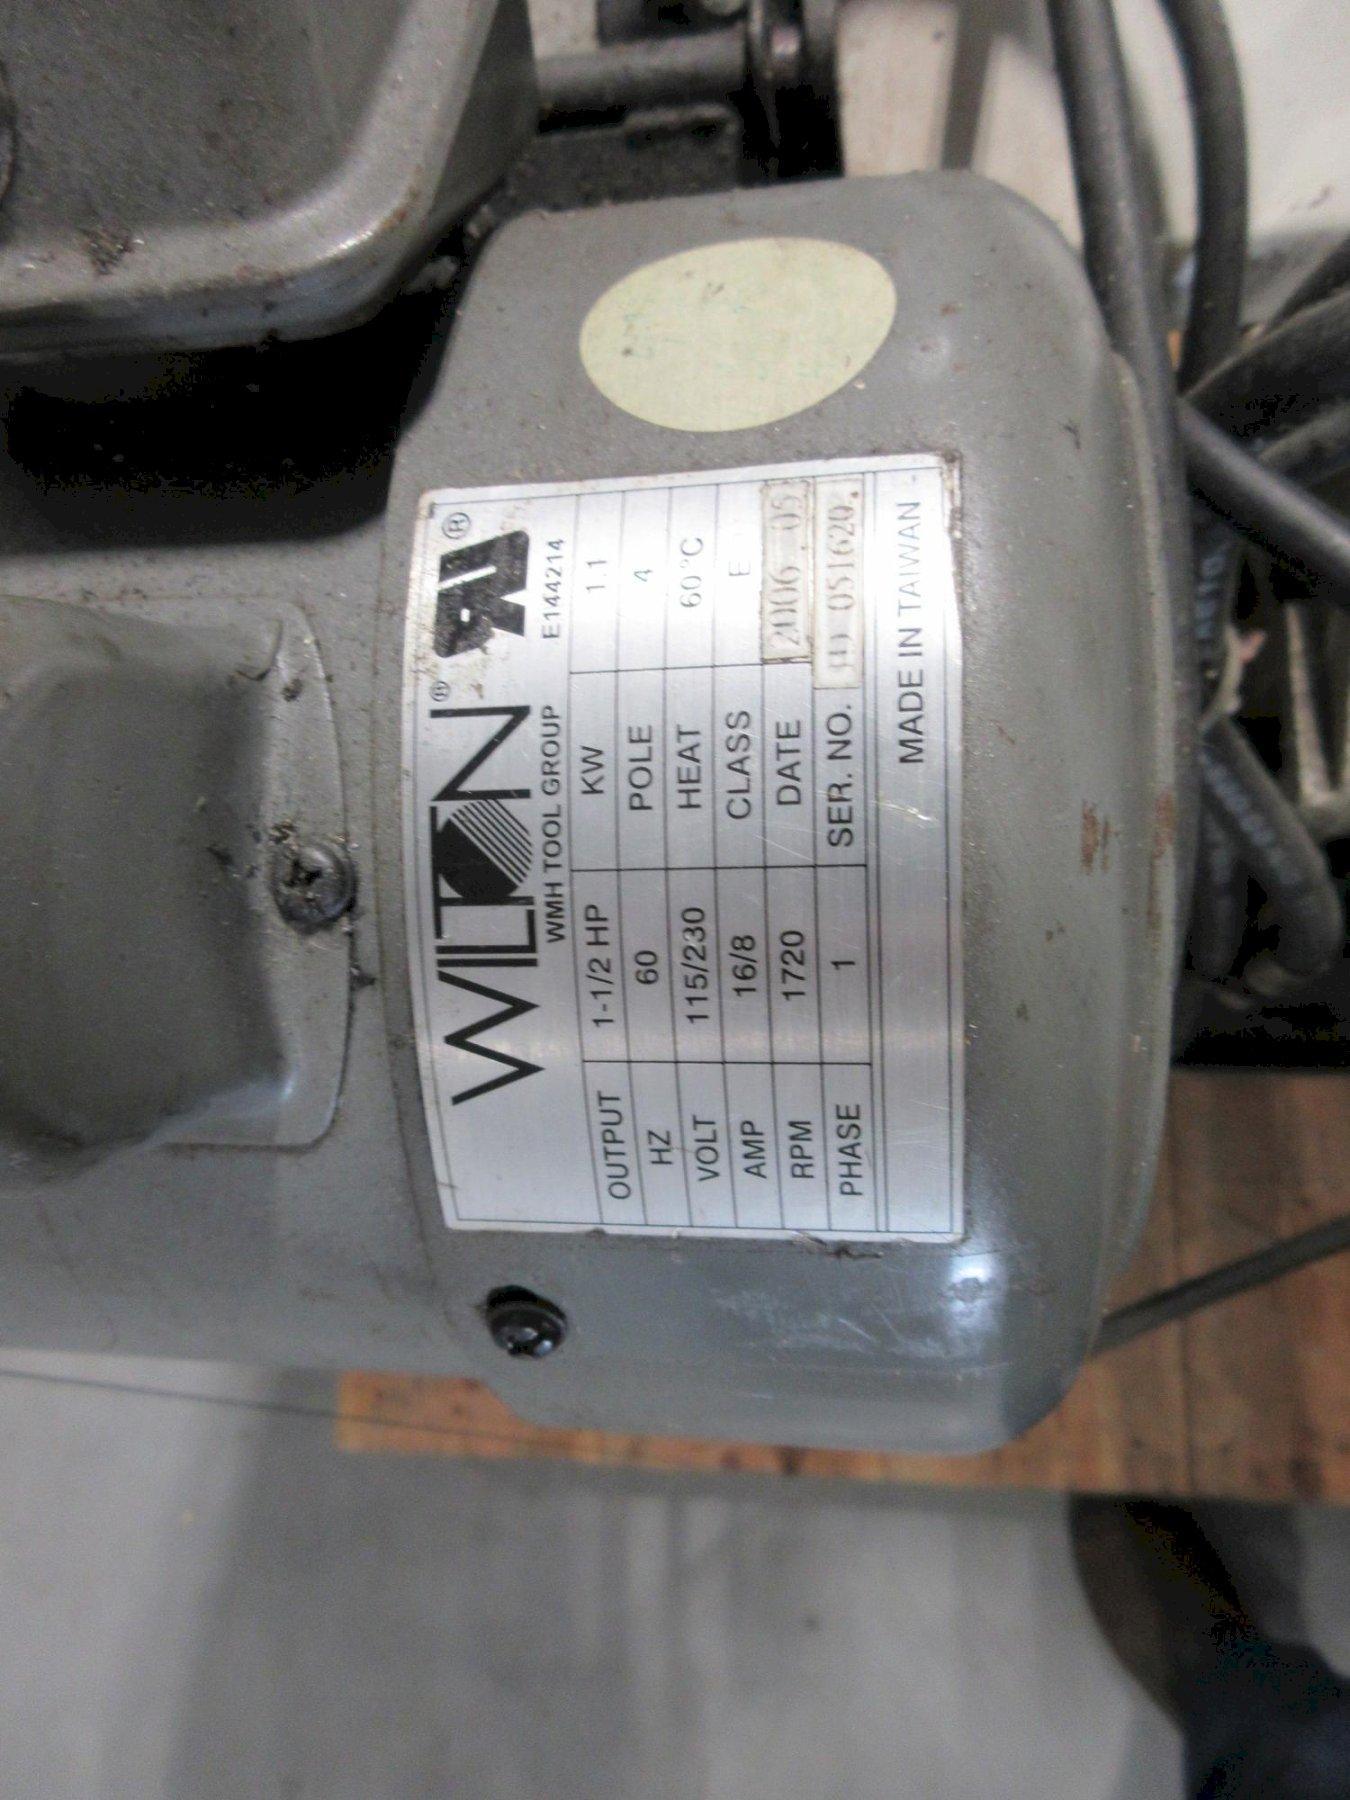 WILTON® ®
WMH TOOL GROUP E144214
OUTPUT 1-1/2 HP KW 1.1
HZ 60 POLE 4
VOLT 115/230 HEAT 60°C
AMP 16/8 CLASS E
RPM 1720 DATE 2006 05
PHASE 1 SER. NO. 051620
MADE IN TAIWAN